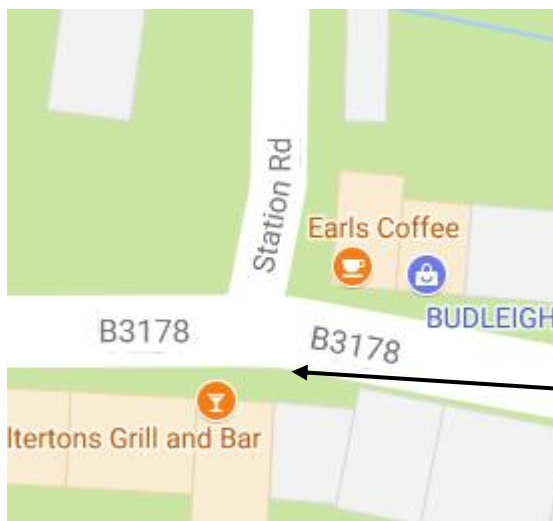 Station Rd
Earls Coffee
BUDLEIGH
B3178
B3178
ltertons Grill and Bar